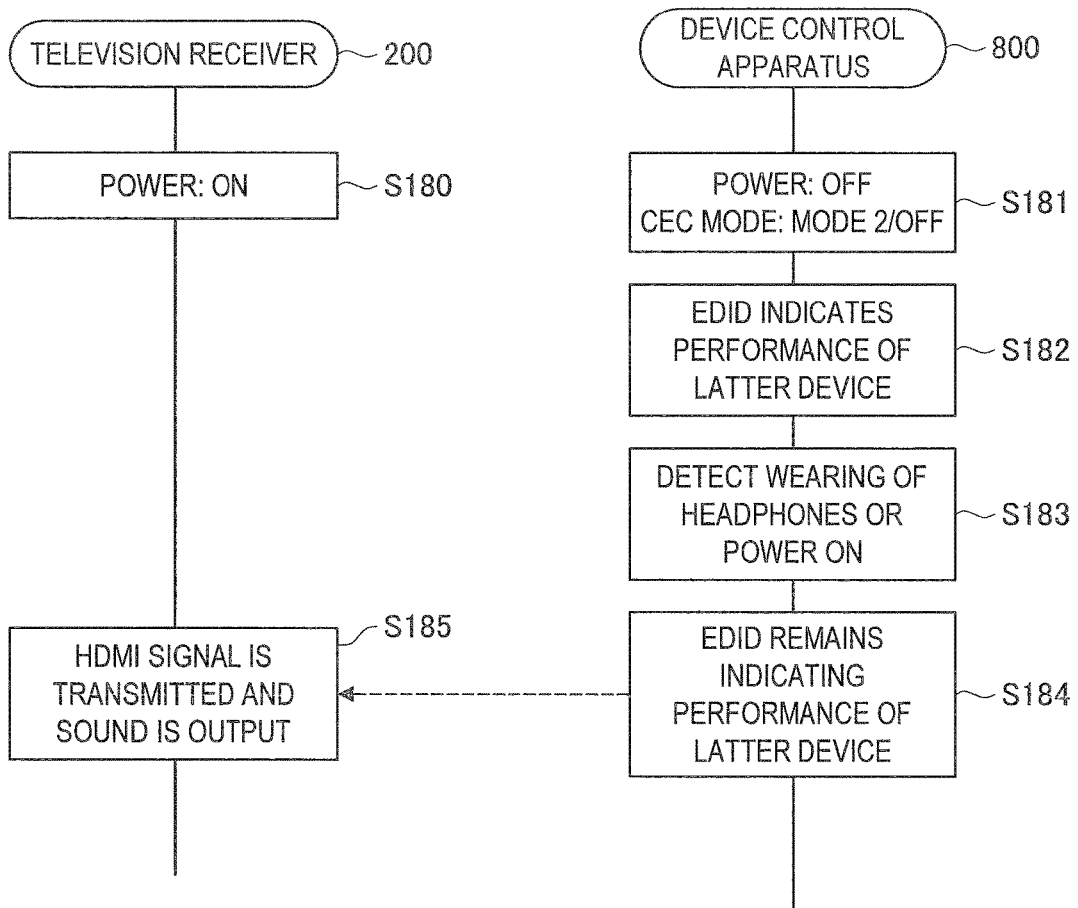 TELEVISION RECEIVER
200
DEVICE CONTROL
APPARATUS
800
POWER: ON
S180
POWER: OFF
CEC MODE: MODE 2/OFF
S181
EDID INDICATES
PERFORMANCE OF
LATTER DEVICE
S182
DETECT WEARING OF
HEADPHONES OR
POWER ON
S183
HDMI SIGNAL IS
TRANSMITTED AND
SOUND IS OUTPUT
S185
EDID REMAINS
INDICATING
PERFORMANCE OF
LATTER DEVICE
S184